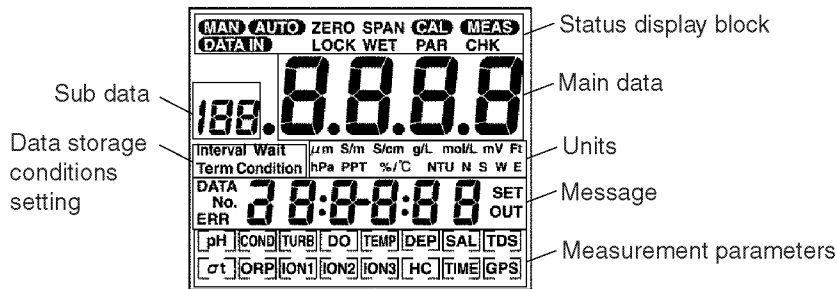 MAN AUTO ZERO SPAN CAL MEAS
DATA IN LOCK WET PAR CHK
Status display block
Sub data
188.8.8.8.8
Main data
Data storage
conditions
setting
Interval Wait
Term Condition
µm S/m S/cm g/L mol/L mV Ft
hPa PPT %/°C NTU N S W E
Units
DATA
No.
ERR
8:8-8:8 8
SET
OUT
Message
pH COND TURB DO TEMP DEP SAL TDS
σt ORP ION1 ION2 ION3 HC TIME GPS
Measurement parameters